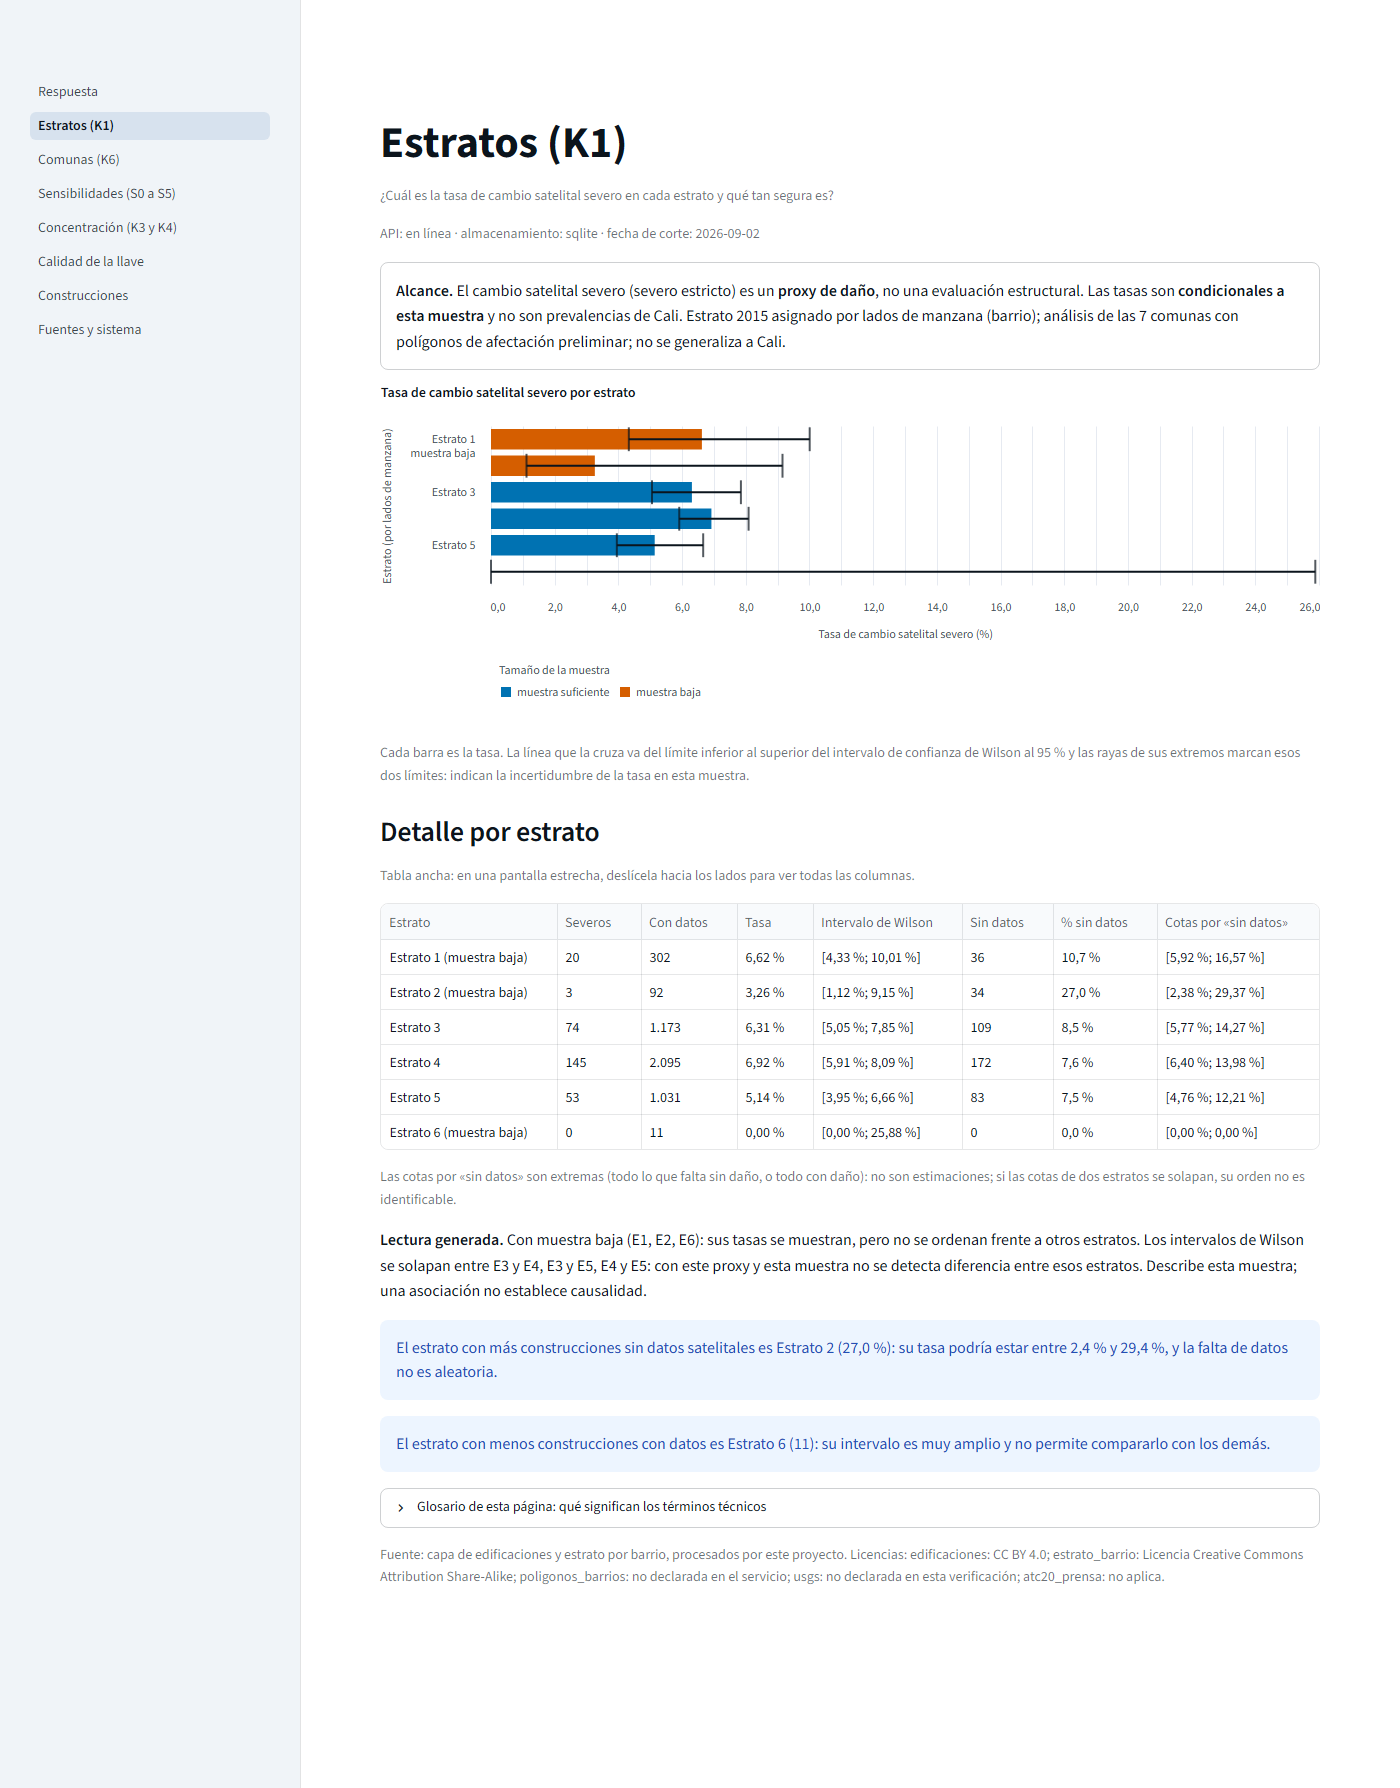 Respuesta
Estratos (K1)
Comunas (K6)
Sensibilidades (S0 a S5)
Concentración (K3 y K4)
Calidad de la llave
Construcciones
Fuentes y sistema
Estratos (K1)
¿Cuál es la tasa de cambio satelital severo en cada estrato y qué tan segura es?
API: en línea · almacenamiento: sqlite · fecha de corte: 2026-09-02
Alcance. El cambio satelital severo (severo estricto) es un proxy de daño, no una evaluación estructural. Las tasas son condicionales a
esta muestra y no son prevalencias de Cali. Estrato 2015 asignado por lados de manzana (barrio); análisis de las 7 comunas con
polígonos de afectación preliminar; no se generaliza a Cali.
Tasa de cambio satelital severo por estrato
Estrato (por lados de manzana)
Estrato 1
muestra baja
Estrato 3
Estrato 5
0,0 2,0 4,0 6,0 8,0 10,0 12,0 14,0 16,0 18,0 20,0 22,0 24,0 26,0
Tasa de cambio satelital severo (%)
Tamaño de la muestra
muestra suficiente muestra baja
Cada barra es la tasa. La línea que la cruza va del límite inferior al superior del intervalo de confianza de Wilson al 95 % y las rayas de sus extremos marcan esos
dos límites: indican la incertidumbre de la tasa en esta muestra.
Detalle por estrato
Tabla ancha: en una pantalla estrecha, deslícela hacia los lados para ver todas las columnas.
Estrato Severos Con datos Tasa Intervalo de Wilson Sin datos % sin datos Cotas por «sin datos»
Estrato 1 (muestra baja) 20 302 6,62 % [4,33 %; 10,01 %] 36 10,7 % [5,92 %; 16,57 %]
Estrato 2 (muestra baja) 3 92 3,26 % [1,12 %; 9,15 %] 34 27,0 % [2,38 %; 29,37 %]
Estrato 3 74 1.173 6,31 % [5,05 %; 7,85 %] 109 8,5 % [5,77 %; 14,27 %]
Estrato 4 145 2.095 6,92 % [5,91 %; 8,09 %] 172 7,6 % [6,40 %; 13,98 %]
Estrato 5 53 1.031 5,14 % [3,95 %; 6,66 %] 83 7,5 % [4,76 %; 12,21 %]
Estrato 6 (muestra baja) 0 11 0,00 % [0,00 %; 25,88 %] 0 0,0 % [0,00 %; 0,00 %]
Las cotas por «sin datos» son extremas (todo lo que falta sin daño, o todo con daño): no son estimaciones; si las cotas de dos estratos se solapan, su orden no es
identificable.
Lectura generada. Con muestra baja (E1, E2, E6): sus tasas se muestran, pero no se ordenan frente a otros estratos. Los intervalos de Wilson
se solapan entre E3 y E4, E3 y E5, E4 y E5: con este proxy y esta muestra no se detecta diferencia entre esos estratos. Describe esta muestra;
una asociación no establece causalidad.
El estrato con más construcciones sin datos satelitales es Estrato 2 (27,0 %): su tasa podría estar entre 2,4 % y 29,4 %, y la falta de datos
no es aleatoria.
El estrato con menos construcciones con datos es Estrato 6 (11): su intervalo es muy amplio y no permite compararlo con los demás.
Glosario de esta página: qué significan los términos técnicos
Fuente: capa de edificaciones y estrato por barrio, procesados por este proyecto. Licencias: edificaciones: CC BY 4.0; estrato_barrio: Licencia Creative Commons
Attribution Share-Alike; poligonos_barrios: no declarada en el servicio; usgs: no declarada en esta verificación; atc20_prensa: no aplica.